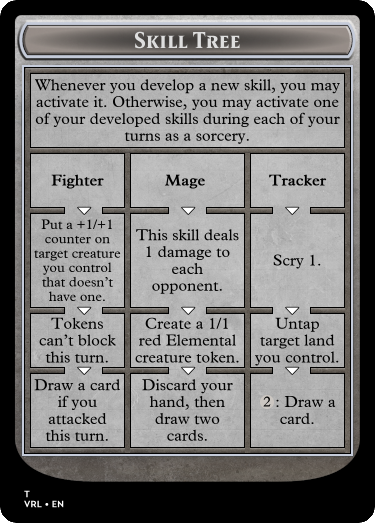 SKILL TREE
Whenever you develop a new skill, you may
activate it. Otherwise, you may activate one
of your developed skills during each of your
turns as a sorcery.
Fighter
Mage
Tracker
Put a +1/+1
counter on
target creature
you control
that doesn't
have one.
This skill deals
1 damage to
each
opponent.
Scry 1.
Tokens
can't block
this turn.
Create a 1/1
red Elemental
creature token.
Untap
target land
you control.
Draw a card
if you
attacked
this turn.
Discard your
hand, then
draw two
cards.
2 : Draw a
card.
T
VRL • EN